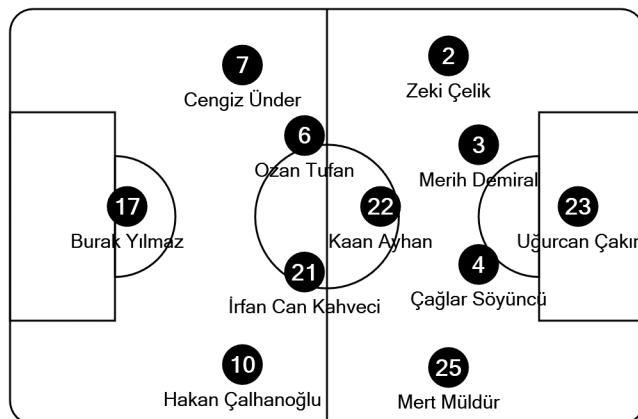 7
Cengiz Ünder
2
Zeki Çelik
6
Ozan Tufan
3
Merih Demiral
17
Burak Yılmaz
22
Kaan Ayhan
23
Uğurcan Çakır
21
İrfan Can Kahveci
4
Çağlar Söyüncü
10
Hakan Çalhanoğlu
25
Mert Müldür